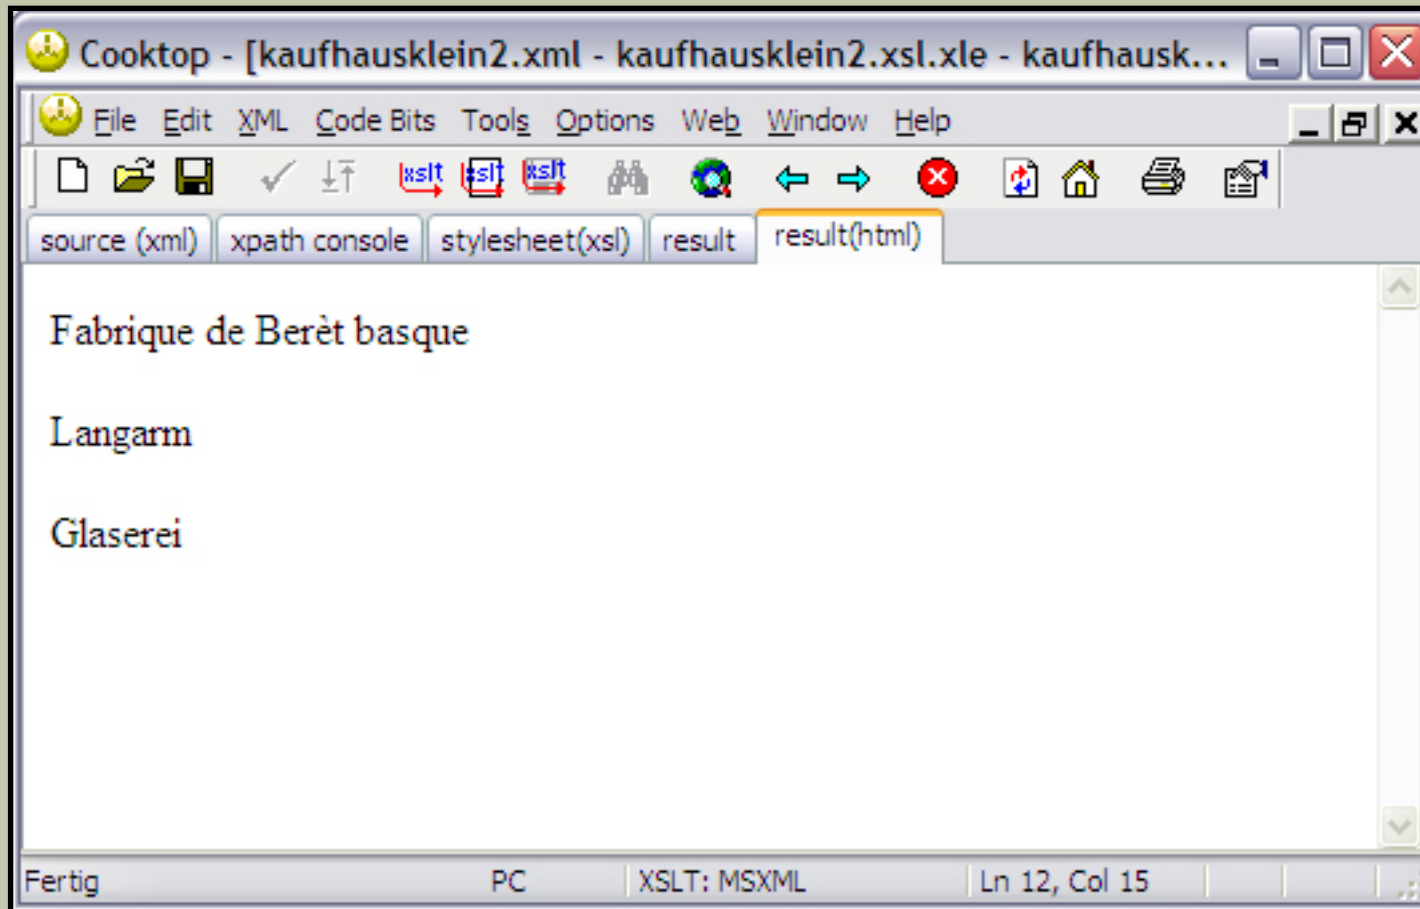 Cooktop - [kaufhausklein2.xml - kaufhausklein2.xsl.xle - kaufhausk...
File Edit XML Code Bits Tools Options Web Window Help
xslt xslt xslt
source (xml) xpath console stylesheet(xsl) result result(html)
Fabrique de Berèt basque
Langarm
Glaserei
Fertig PC XSLT: MSXML Ln 12, Col 15